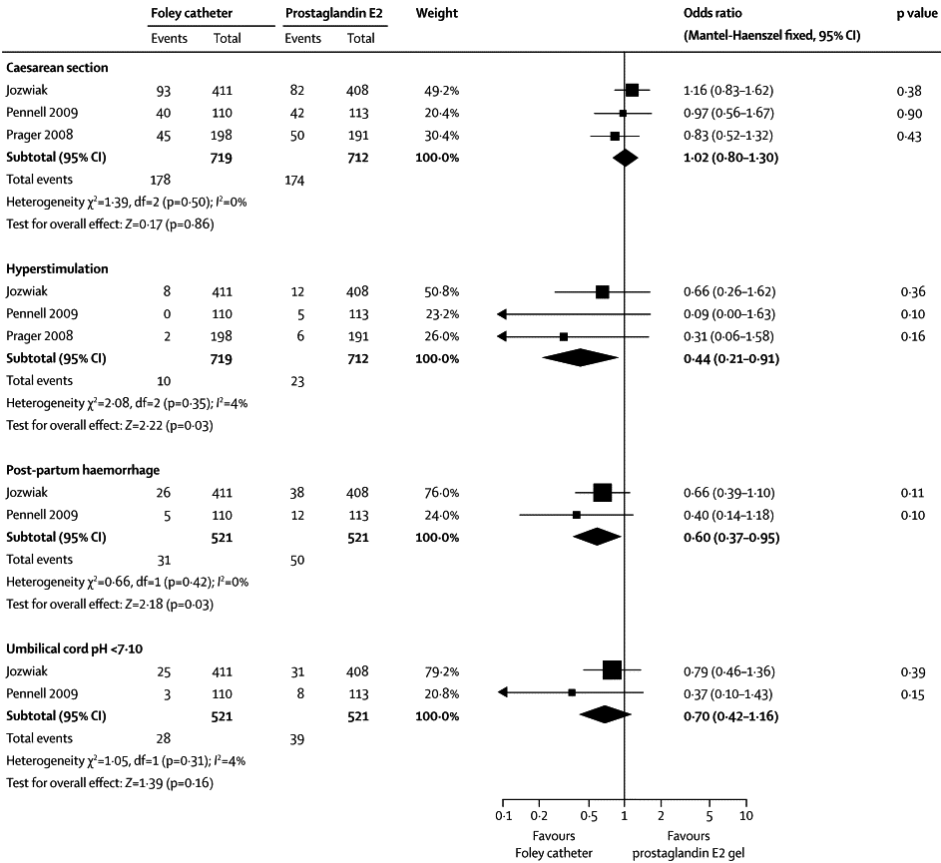 Foley catheter Prostaglandin E2 Weight Odds ratio p value
Events Total Events Total (Mantel-Haenszel fixed, 95% CI)
Caesarean section
Jozwiak 93 411 82 408 49·2% 1·16 (0·83–1·62) 0·38
Pennell 2009 40 110 42 113 20·4% 0·97 (0·56–1·67) 0·90
Prager 2008 45 198 50 191 30·4% 0·83 (0·52–1·32) 0·43
Subtotal (95% CI) 719 712 100·0% 1·02 (0·80–1·30)
Total events 178 174
Heterogeneity χ²=1·39, df=2 (p=0·50); I²=0%
Test for overall effect: Z=0·17 (p=0·86)
Hyperstimulation
Jozwiak 8 411 12 408 50·8% 0·66 (0·26–1·62) 0·36
Pennell 2009 0 110 5 113 23·2% 0·09 (0·00–1·63) 0·10
Prager 2008 2 198 6 191 26·0% 0·31 (0·06–1·58) 0·16
Subtotal (95% CI) 719 712 100·0% 0·44 (0·21–0·91)
Total events 10 23
Heterogeneity χ²=2·08, df=2 (p=0·35); I²=4%
Test for overall effect: Z=2·22 (p=0·03)
Post-partum haemorrhage
Jozwiak 26 411 38 408 76·0% 0·66 (0·39–1·10) 0·11
Pennell 2009 5 110 12 113 24·0% 0·40 (0·14–1·18) 0·10
Subtotal (95% CI) 521 521 100·0% 0·60 (0·37–0·95)
Total events 31 50
Heterogeneity χ²=0·66, df=1 (p=0·42); I²=0%
Test for overall effect: Z=2·18 (p=0·03)
Umbilical cord pH <7·10
Jozwiak 25 411 31 408 79·2% 0·79 (0·46–1·36) 0·39
Pennell 2009 3 110 8 113 20·8% 0·37 (0·10–1·43) 0·15
Subtotal (95% CI) 521 521 100·0% 0·70 (0·42–1·16)
Total events 28 39
Heterogeneity χ²=1·05, df=1 (p=0·31); I²=4%
Test for overall effect: Z=1·39 (p=0·16)
0·1 0·2 0·5 1 2 5 10
Favours Favours
Foley catheter prostaglandin E2 gel